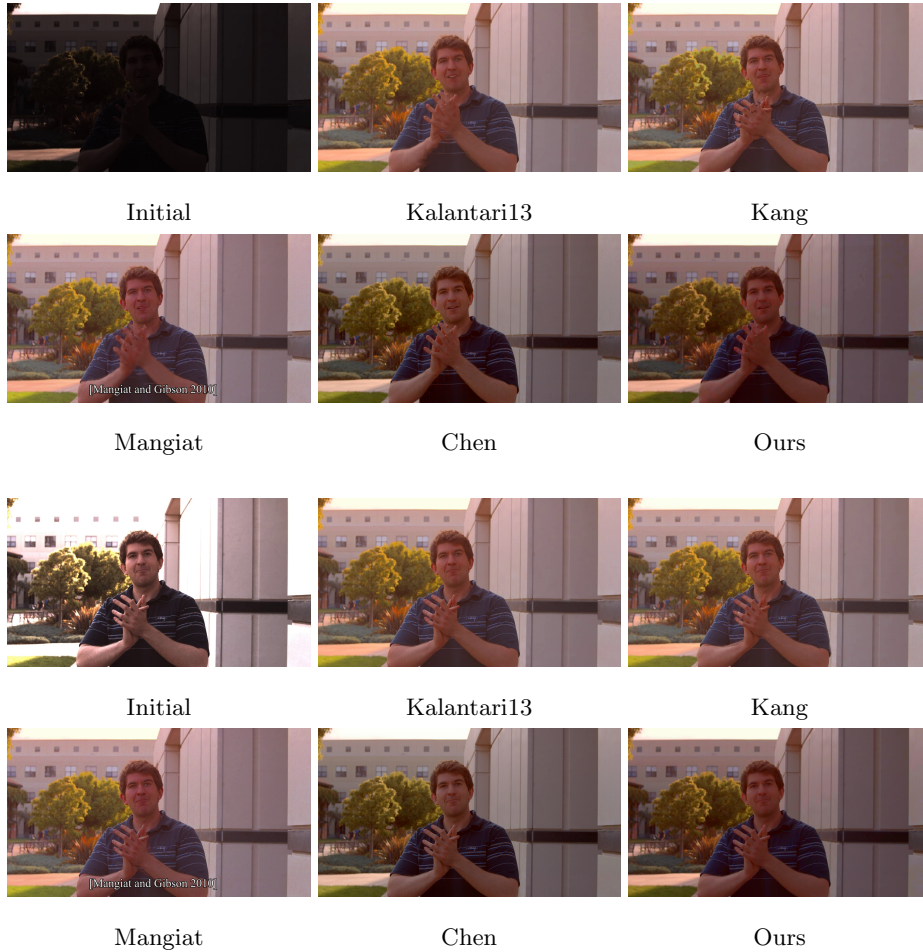 Initial Kalantari13 Kang
[Mangiat and Gibson 2010]
Mangiat Chen Ours
Initial Kalantari13 Kang
[Mangiat and Gibson 2010]
Mangiat Chen Ours